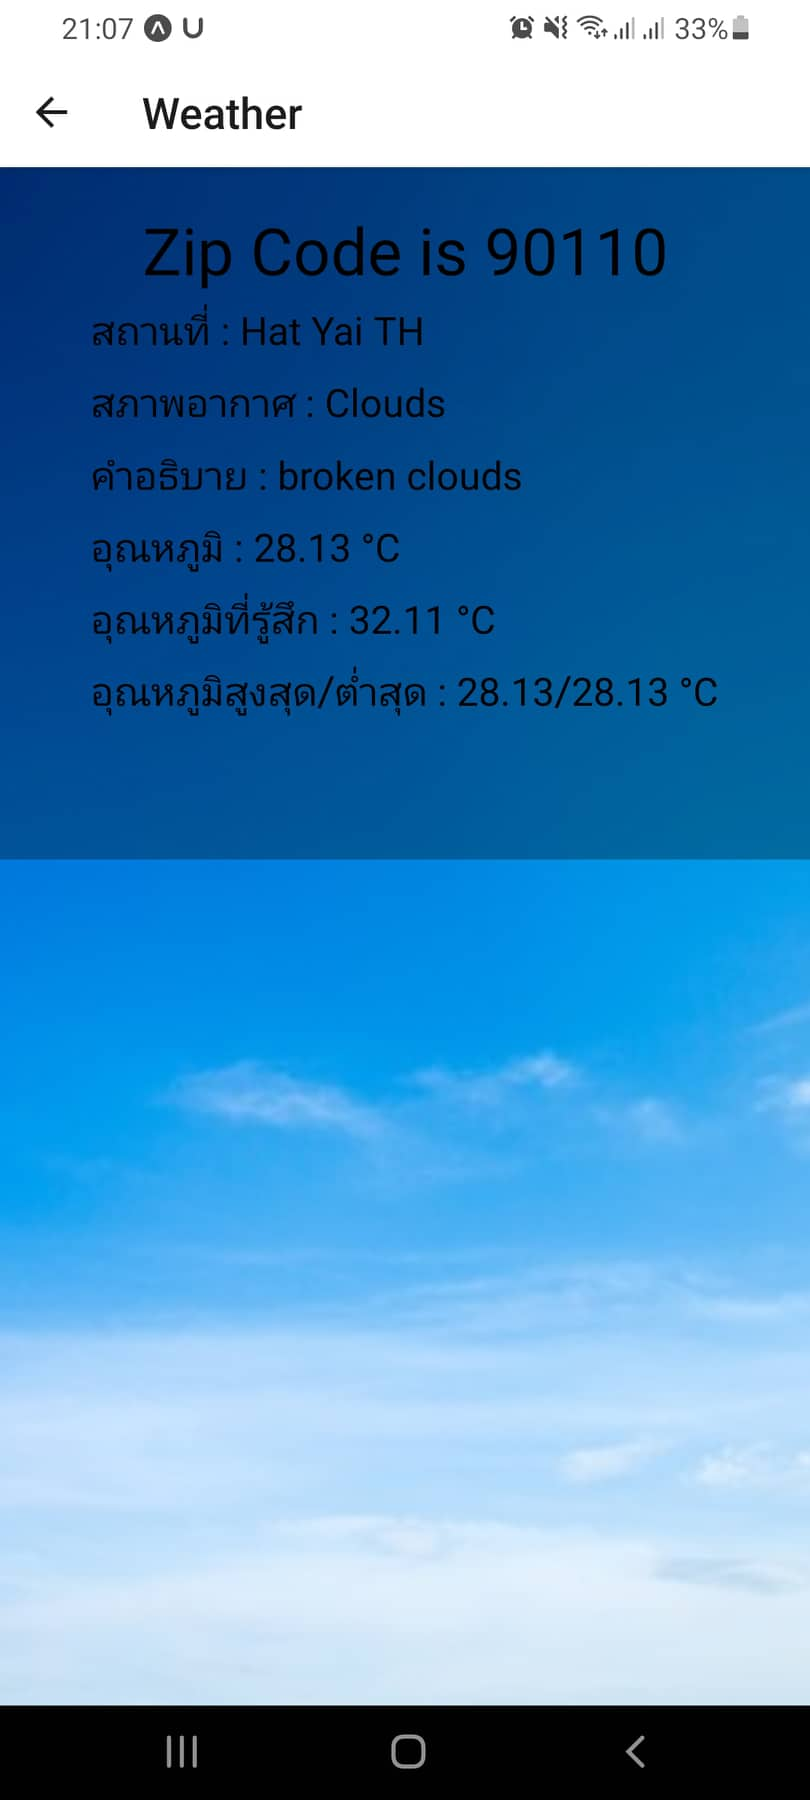 21:07 33%
Weather
Zip Code is 90110
สถานที่ : Hat Yai TH
สภาพอากาศ : Clouds
คำอธิบาย : broken clouds
อุณหภูมิ : 28.13 °C
อุณหภูมิที่รู้สึก : 32.11 °C
อุณหภูมิสูงสุด/ต่ำสุด : 28.13/28.13 °C